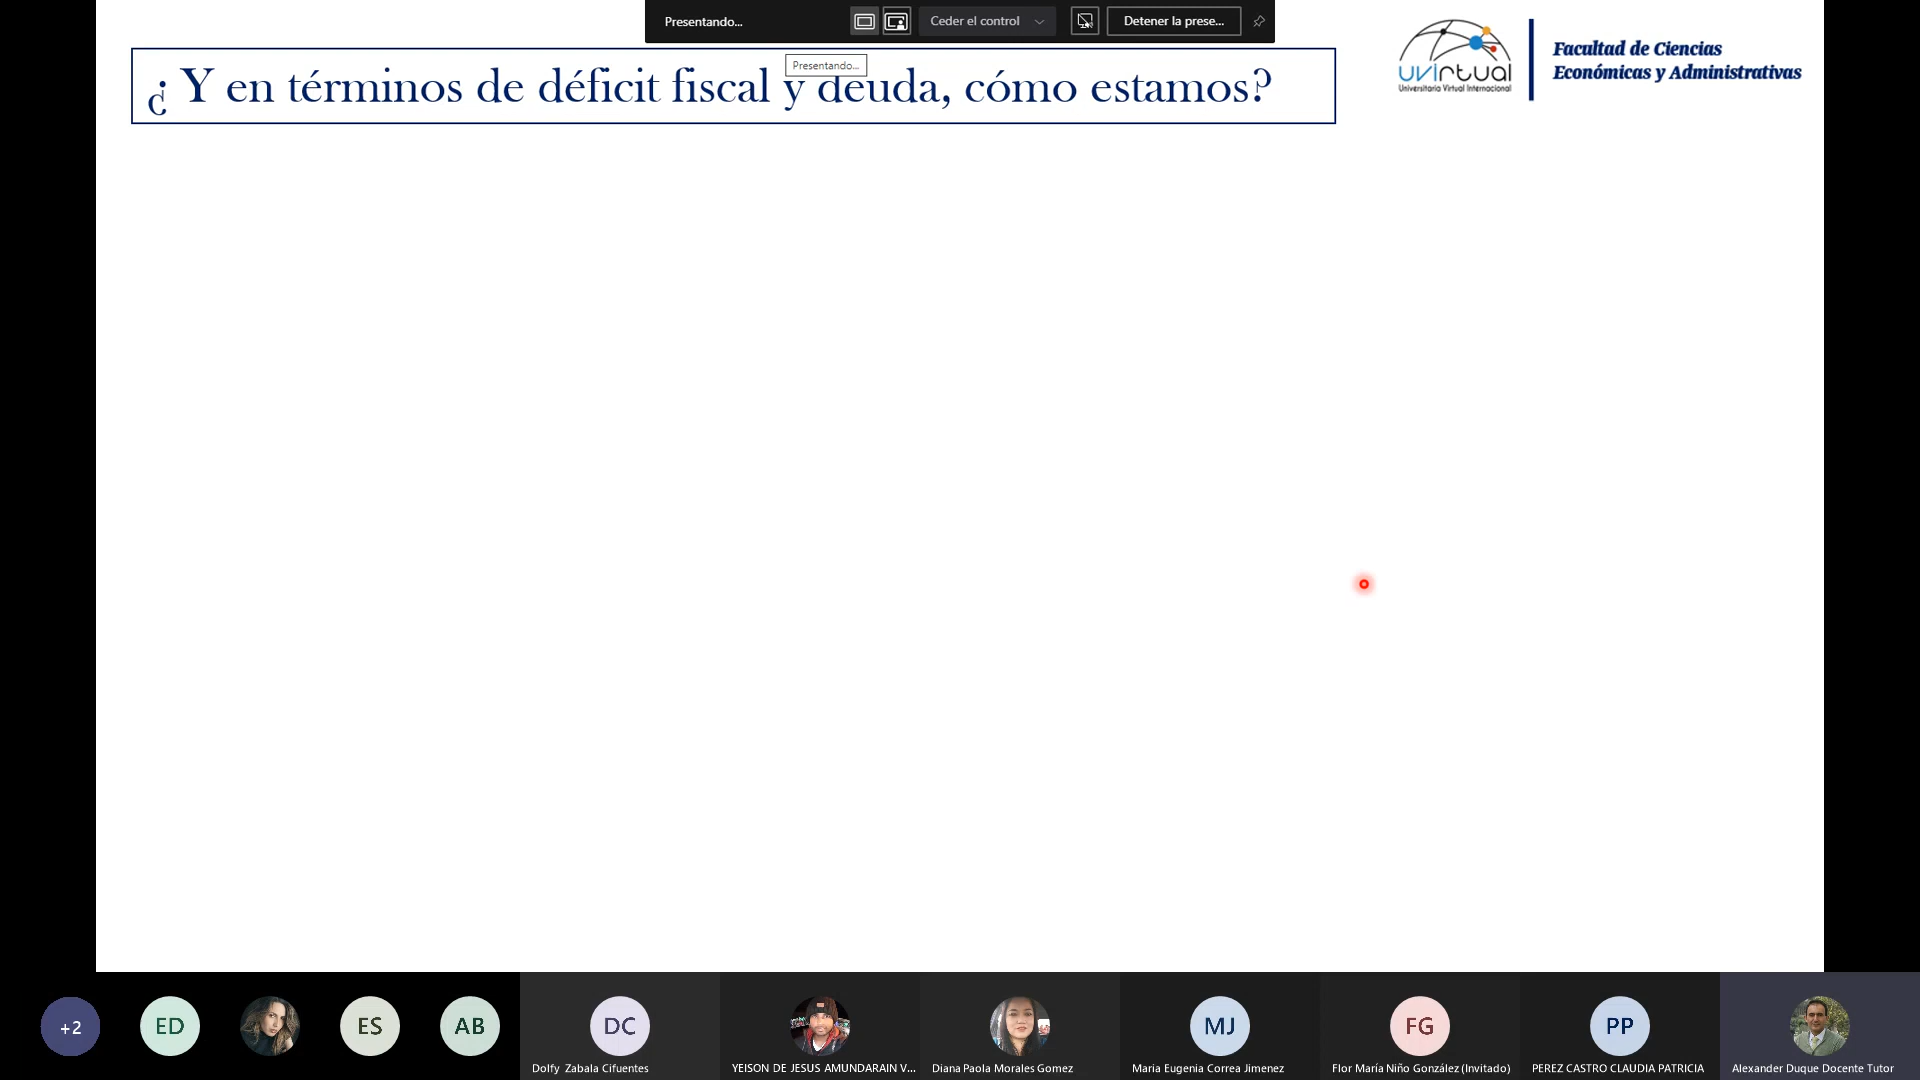 Presentando...
Ceder el control
Detener la prese...
Presentando...
¿ Y en términos de déficit fiscal y deuda, cómo estamos?
uvirtual
Universitaria Virtual Internacional
Facultad de Ciencias
Económicas y Administrativas
+2
ED
ES
AB
DC
MJ
FG
PP
Dolfy Zabala Cifuentes
YEISON DE JESUS AMUNDARAIN V...
Diana Paola Morales Gomez
Maria Eugenia Correa Jimenez
Flor María Niño González (Invitado)
PEREZ CASTRO CLAUDIA PATRICIA
Alexander Duque Docente Tutor